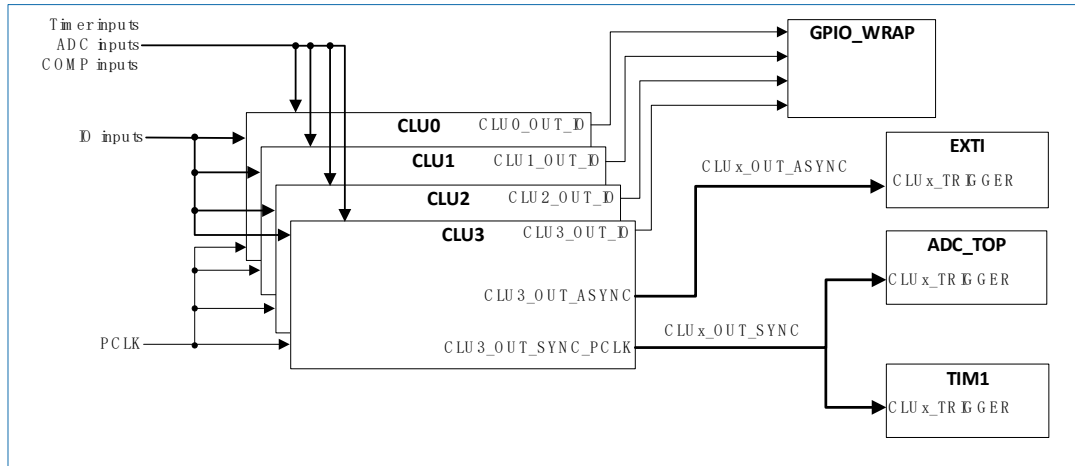 Timer inputs
ADC inputs
COMP inputs
IO inputs
PCLK
CLU0
CLU0_OUT_IO
CLU1
CLU1_OUT_IO
CLU2
CLU2_OUT_IO
CLU3
CLU3_OUT_IO
CLU3_OUT_ASYNC
CLU3_OUT_SYNC_PCLK
CLUx_OUT_ASYNC
CLUx_OUT_SYNC
GPIO_WRAP
EXTI
CLUx_TRIGGER
ADC_TOP
CLUx_TRIGGER
TIM1
CLUx_TRIGGER